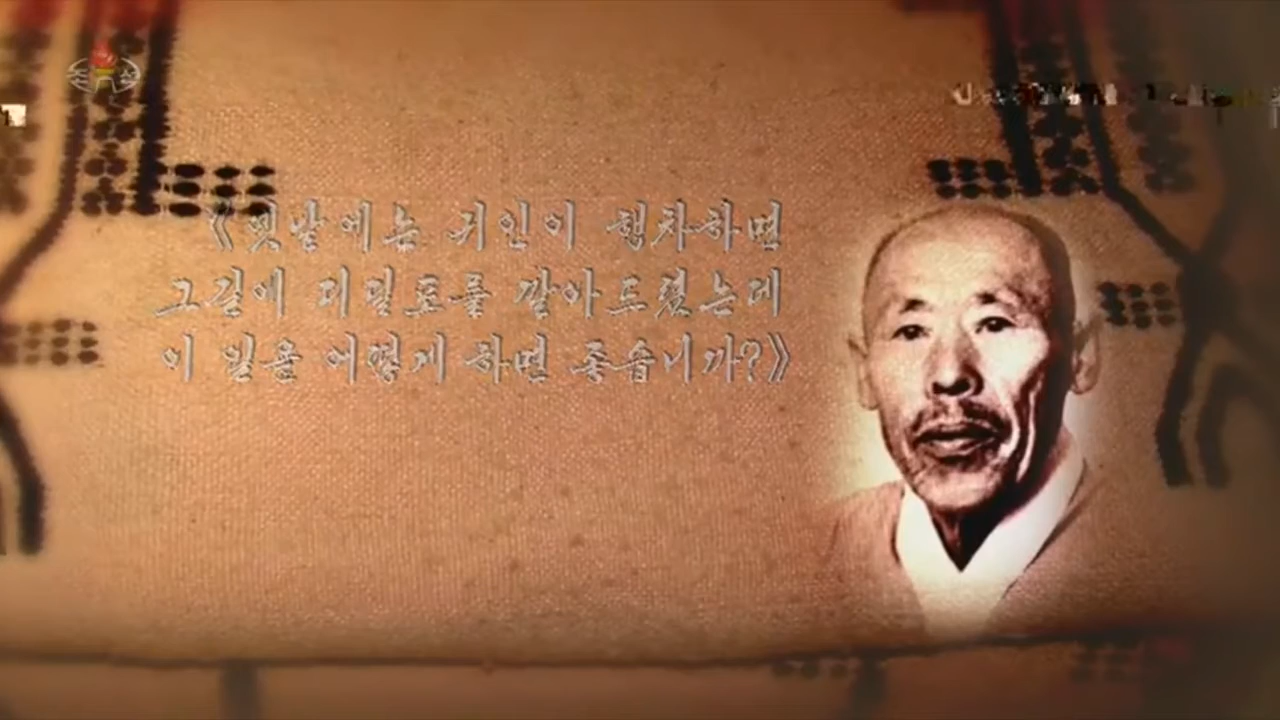 《옛날에는 귀인이 행차하면
그길에 피필로를 깔아드렸는데
이 일을 어떻게 하면 좋습니까?》